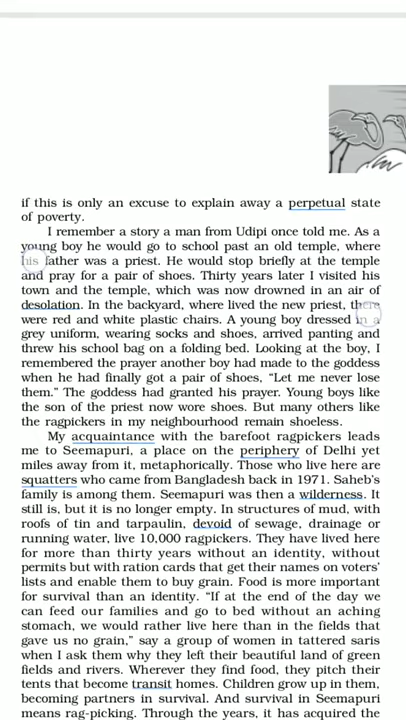 if this is only an excuse to explain away a perpetual state
of poverty.
I remember a story a man from Udipi once told me. As a
young boy he would go to school past an old temple, where
his father was a priest. He would stop briefly at the temple
and pray for a pair of shoes. Thirty years later I visited his
town and the temple, which was now drowned in an air of
desolation. In the backyard, where lived the new priest, there
were red and white plastic chairs. A young boy dressed in a
grey uniform, wearing socks and shoes, arrived panting and
threw his school bag on a folding bed. Looking at the boy, I
remembered the prayer another boy had made to the goddess
when he had finally got a pair of shoes, “Let me never lose
them.” The goddess had granted his prayer. Young boys like
the son of the priest now wore shoes. But many others like
the ragpickers in my neighbourhood remain shoeless.
My acquaintance with the barefoot ragpickers leads
me to Seemapuri, a place on the periphery of Delhi yet
miles away from it, metaphorically. Those who live here are
squatters who came from Bangladesh back in 1971. Saheb’s
family is among them. Seemapuri was then a wilderness. It
still is, but it is no longer empty. In structures of mud, with
roofs of tin and tarpaulin, devoid of sewage, drainage or
running water, live 10,000 ragpickers. They have lived here
for more than thirty years without an identity, without
permits but with ration cards that get their names on voters’
lists and enable them to buy grain. Food is more important
for survival than an identity. “If at the end of the day we
can feed our families and go to bed without an aching
stomach, we would rather live here than in the fields that
gave us no grain,” say a group of women in tattered saris
when I ask them why they left their beautiful land of green
fields and rivers. Wherever they find food, they pitch their
tents that become transit homes. Children grow up in them,
becoming partners in survival. And survival in Seemapuri
means rag-picking. Through the years, it has acquired the